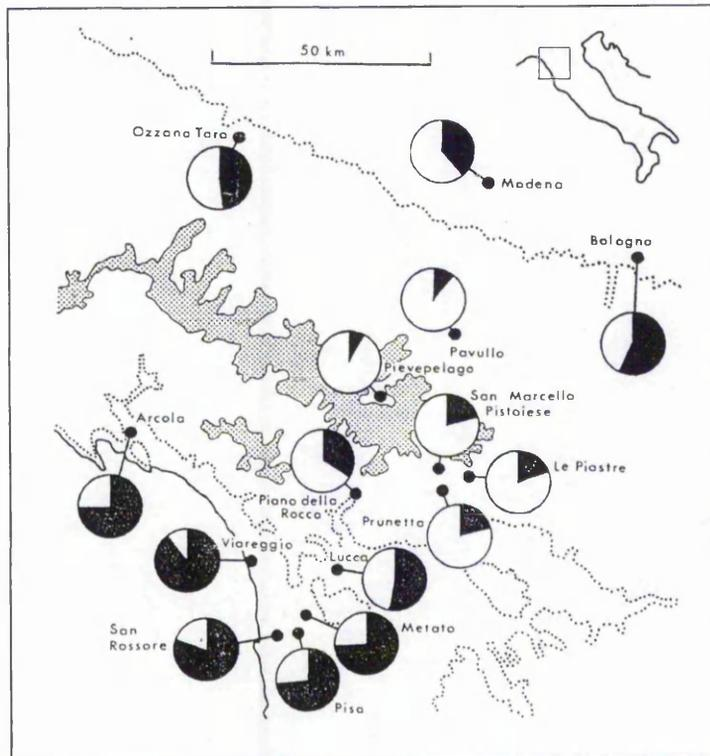 50 km
Ozzana Taro
Modena
Bologna
Pavullo
Pievepelago
San Marcello
Pistoiese
Arcola
Le Piastre
Piano della
Rocca
Prunetta
Viareggio
Lucca
San
Rossore
Metato
Pisa